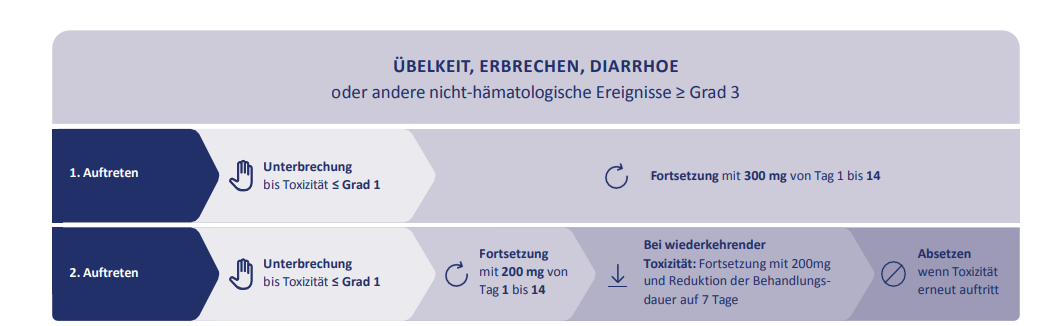 ÜBELKEIT, ERBRECHEN, DIARRHOE
oder andere nicht-hämatologische Ereignisse ≥ Grad 3
1. Auftreten
Unterbrechung
bis Toxizität ≤ Grad 1
Fortsetzung mit 300 mg von Tag 1 bis 14
2. Auftreten
Unterbrechung
bis Toxizität ≤ Grad 1
Fortsetzung
mit 200 mg von
Tag 1 bis 14
Bei wiederkehrender
Toxizität: Fortsetzung mit 200mg
und Reduktion der Behandlungs-
dauer auf 7 Tage
Absetzen
wenn Toxizität
erneut auftritt